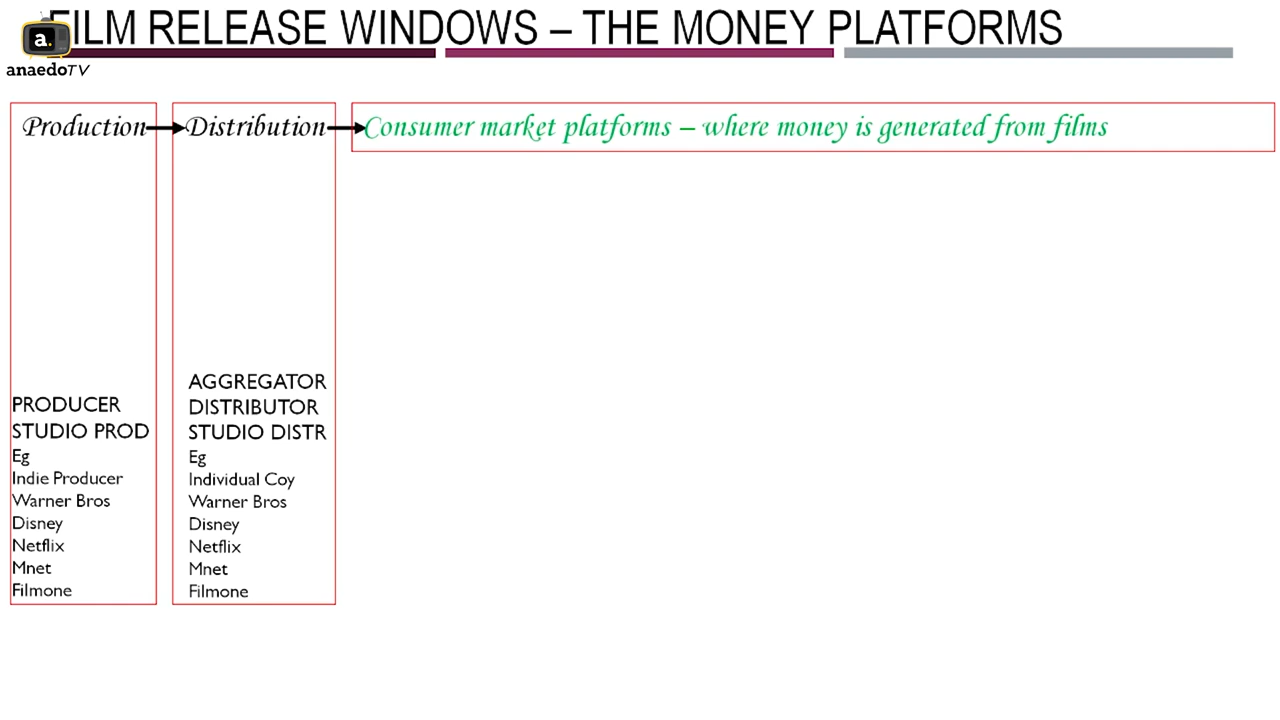 FILM RELEASE WINDOWS – THE MONEY PLATFORMS
a.
anaedoTV
Production
Distribution
Consumer market platforms – where money is generated from films
PRODUCER
STUDIO PROD
Eg
Indie Producer
Warner Bros
Disney
Netflix
Mnet
Filmone
AGGREGATOR
DISTRIBUTOR
STUDIO DISTR
Eg
Individual Coy
Warner Bros
Disney
Netflix
Mnet
Filmone